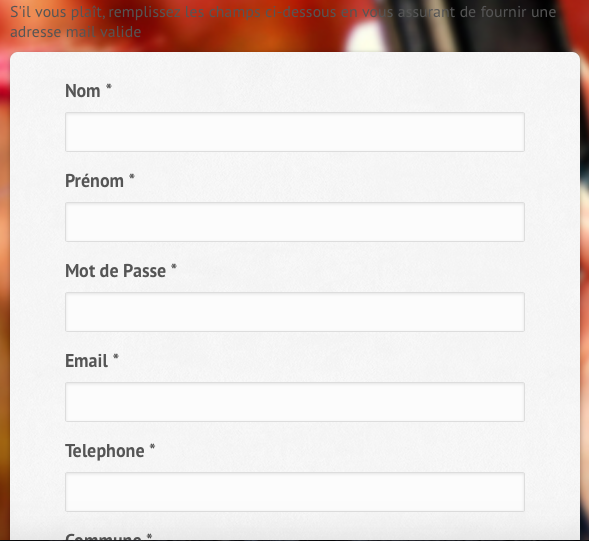 S'il vous plaît, remplissez les champs ci-dessous en vous assurant de fournir une
adresse mail valide
Nom *
Prénom *
Mot de Passe *
Email *
Telephone *
Commune *